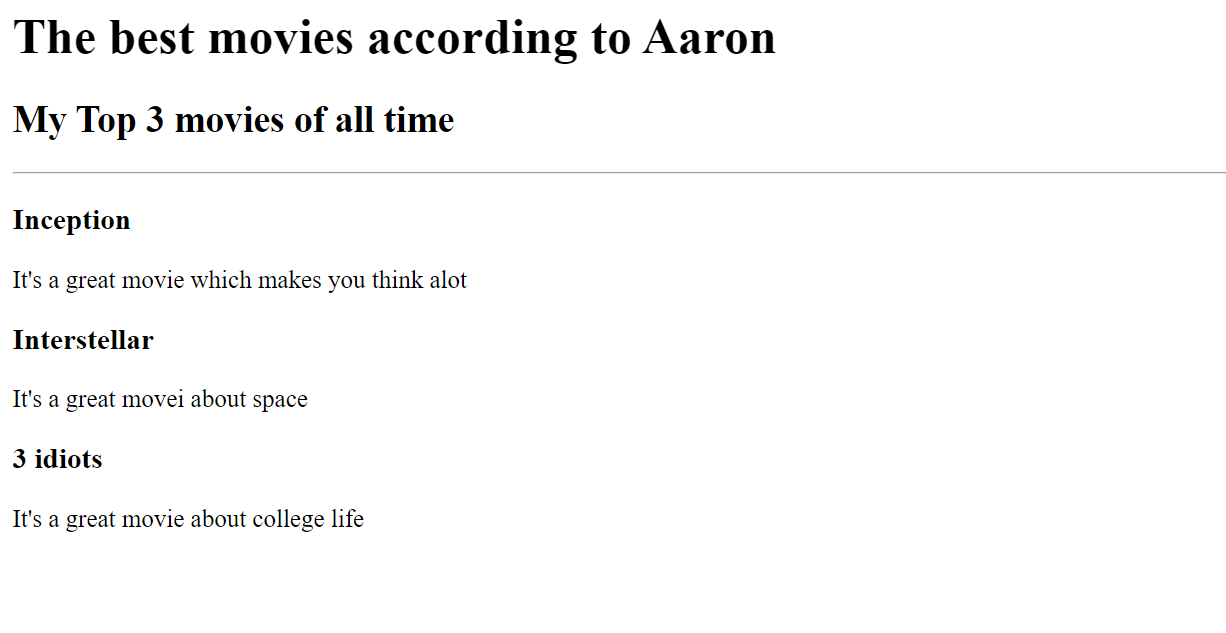 The best movies according to Aaron
My Top 3 movies of all time
Inception
It's a great movie which makes you think alot
Interstellar
It's a great movei about space
3 idiots
It's a great movie about college life